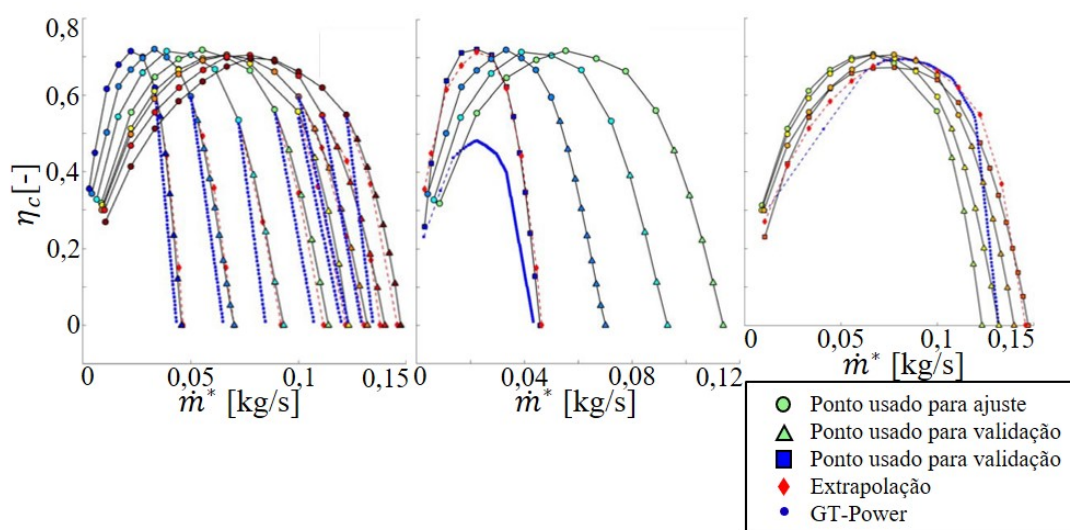 0,8
0,6
0,4
0,2
0
η_c[-]
0 0,05 0,1 0,15
ṁ* [kg/s]
0 0,04 0,08 0,12
ṁ* [kg/s]
0,05 0,1 0,15
ṁ* [kg/s]
Ponto usado para ajuste
Ponto usado para validação
Ponto usado para validação
Extrapolação
GT-Power